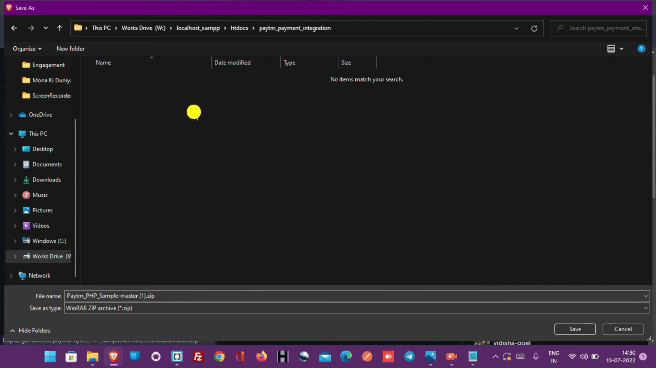 Save As
This PC > Works Drive (W:) > localhost_sampp > htdocs > paytm_payment_integration
Search paytm_payment_inte...
Organize
New folder
Name
Date modified
Type
Size
No items match your search.
Engagement
Mona Ki Duniya
ScreenRecorder
OneDrive
This PC
Desktop
Documents
Downloads
Music
Pictures
Videos
Windows (C:)
Works Drive (W
Network
File name: Paytm_PHP_Sample-master (1).zip
Save as type: WinRAR ZIP archive (*.zip)
Hide Folders
Save
Cancel
vidisha-goel
ENG
IN
14:30
13-07-2022